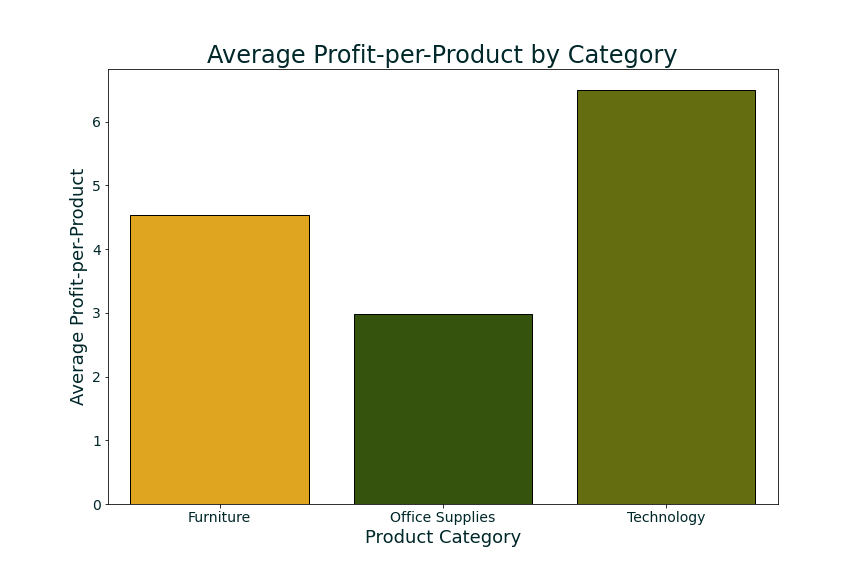 Average Profit-per-Product by Category
Average Profit-per-Product
6
5
4
3
2
1
0
Furniture
Office Supplies
Technology
Product Category